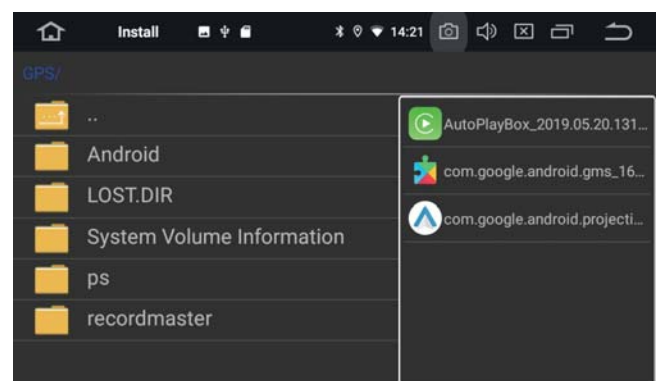 Install 14:21
GPS/
..
Android
LOST.DIR
System Volume Information
ps
recordmaster
AutoPlayBox_2019.05.20.131...
com.google.android.gms_16...
com.google.android.projecti...